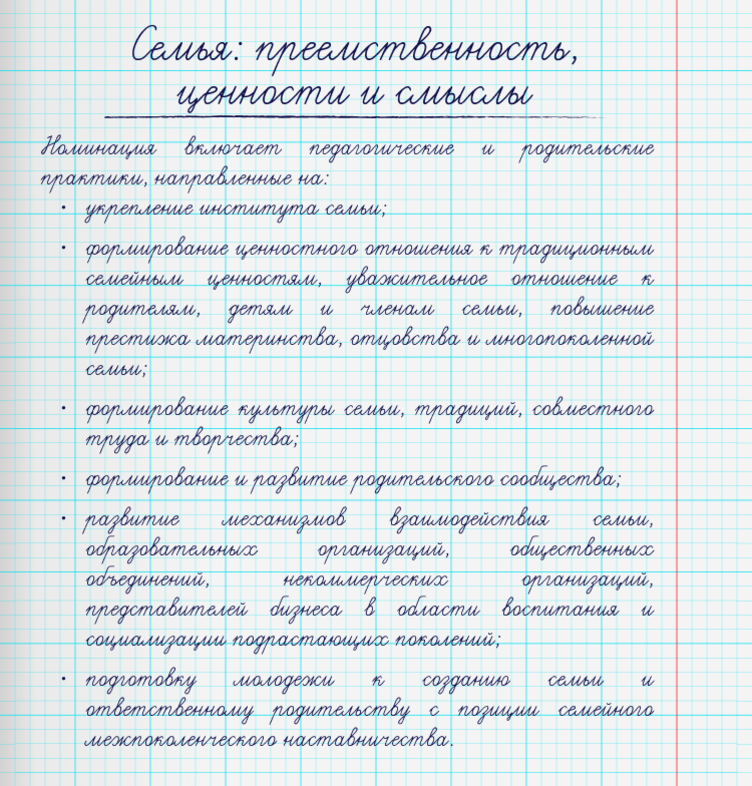 Семья: преемственность,
ценности и смыслы
Номинация включает педагогические и родительские
практики, направленные на:
• укрепление института семьи;
• формирование ценностного отношения к традиционным
семейным ценностям, уважительное отношение к
родителям, детям и членам семьи, повышение
престижа материнства, отцовства и многопоколенной
семьи;
• формирование культуры семьи, традиций, совместного
труда и творчества;
• формирование и развитие родительского сообщества;
• развитие механизмов взаимодействия семьи,
образовательных организаций, общественных
объединений, некоммерческих организаций,
представителей бизнеса в области воспитания и
социализации подрастающих поколений;
• подготовку молодежи к созданию семьи и
ответственному родительству с позиции семейного
межпоколенческого наставничества.